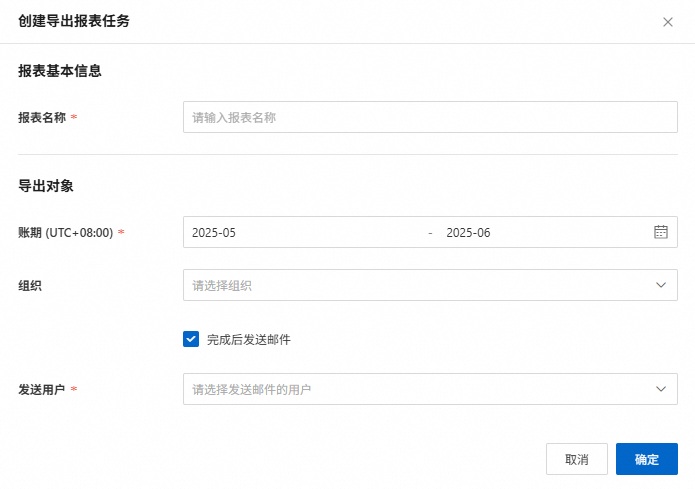 创建导出报表任务
报表基本信息
报表名称 *
请输入报表名称
导出对象
账期 (UTC+08:00) *
2025-05 - 2025-06
组织
请选择组织
完成后发送邮件
发送用户 *
请选择发送邮件的用户
取消
确定